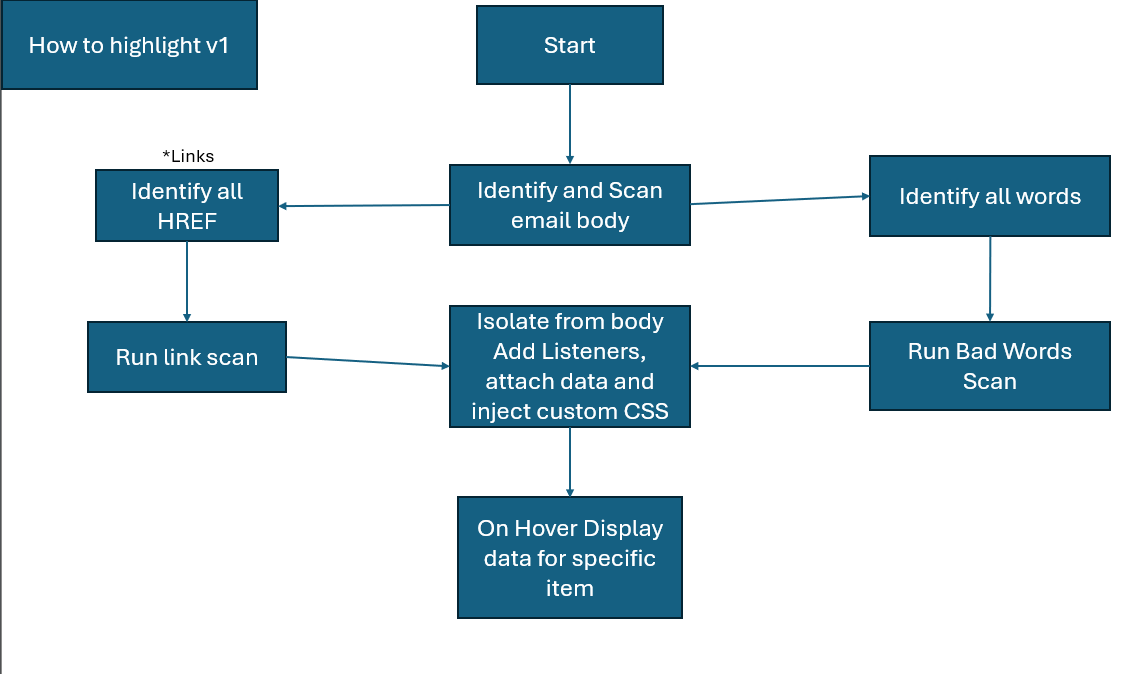 How to highlight v1
Start
*Links
Identify all
HREF
Identify and Scan
email body
Identify all words
Run link scan
Isolate from body
Add Listeners,
attach data and
inject custom CSS
Run Bad Words
Scan
On Hover Display
data for specific
item